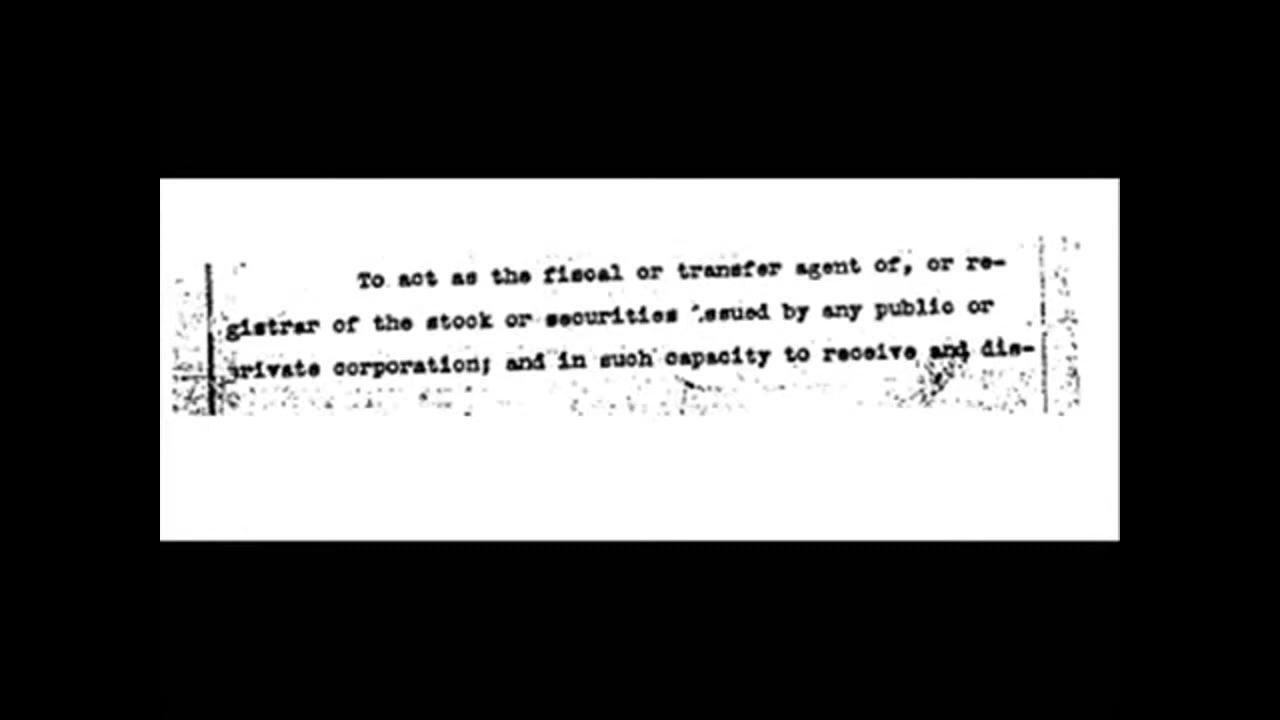 To act as the fiscal or transfer agent of, or re-
gistrar of the stock or securities issued by any public or
private corporation; and in such capacity to receive and dis-